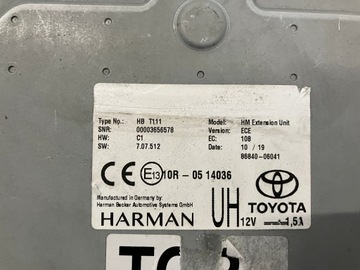 Type No.: HB T111 Model: HM Extension Unit
SNR: 00003656578 Version: ECE
HW: C1 EC: 108
SW: 7.07.512 Date: 10 / 19
86840-06041
CE E13 10R - 05 14036
Manufactured in Germany by:
Harman Becker Automotive Systems GmbH
HARMAN UH TOYOTA
12V 1,5A